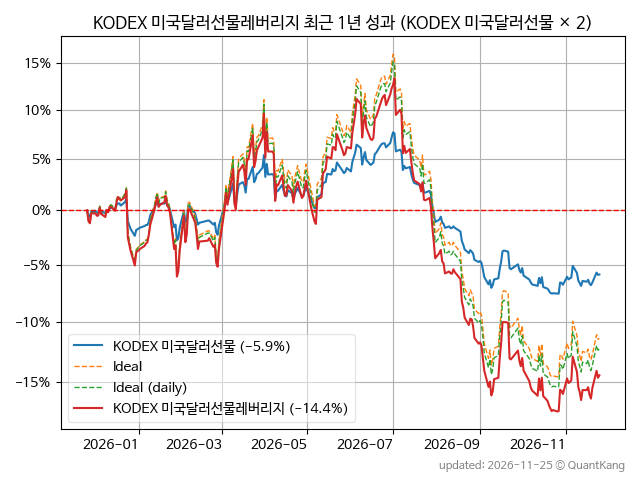 KODEX 미국달러선물레버리지 최근 1년 성과 (KODEX 미국달러선물 × 2)
15%
10%
5%
0%
−5%
−10%
−15%
KODEX 미국달러선물 (−5.9%)
Ideal
Ideal (daily)
KODEX 미국달러선물레버리지 (−14.4%)
2026-01
2026-03
2026-05
2026-07
2026-09
2026-11
updated: 2026-11-25 © QuantKang